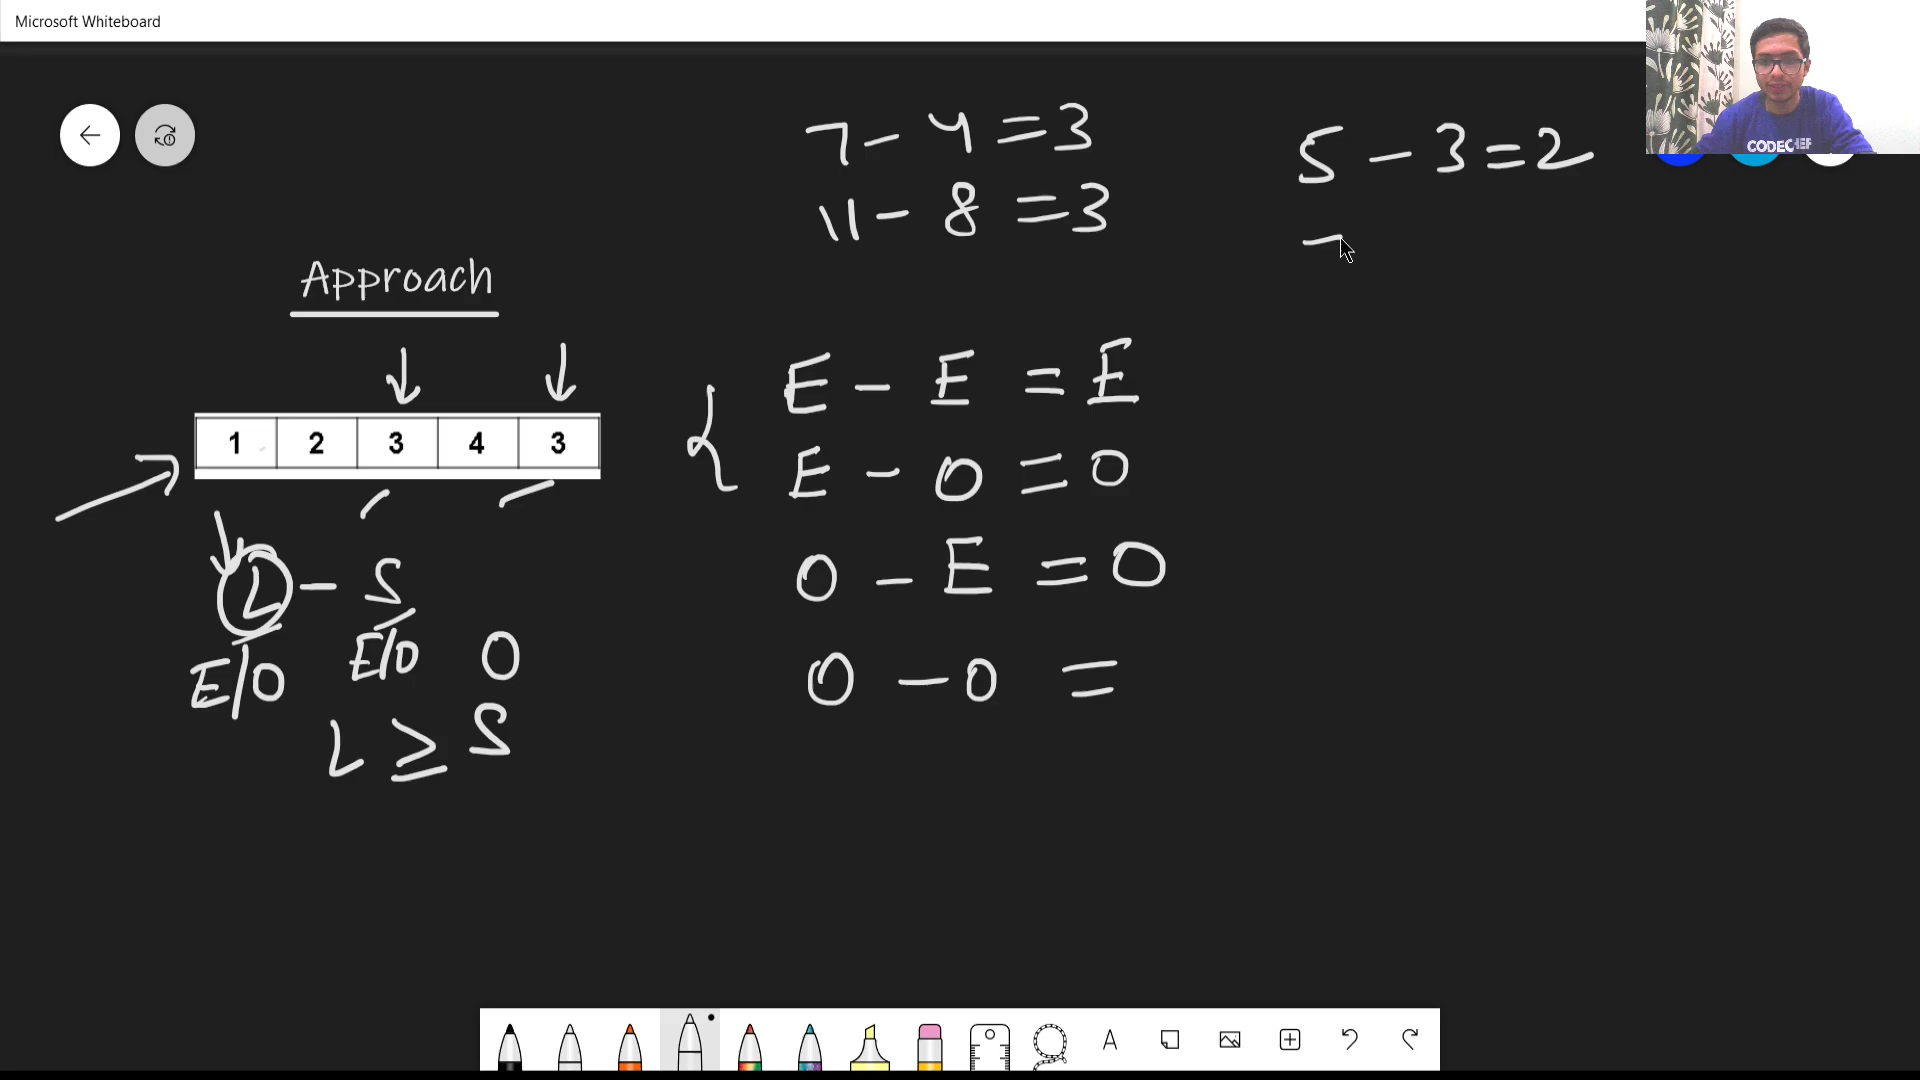 Microsoft Whiteboard
CODECHEF
7 - 4 = 3
11 - 8 = 3
5 - 3 = 2
Approach
1 2 3 4 3
L - S
E/O E/O O
L ≥ S
E - E = E
E - O = O
O - E = O
O - O =